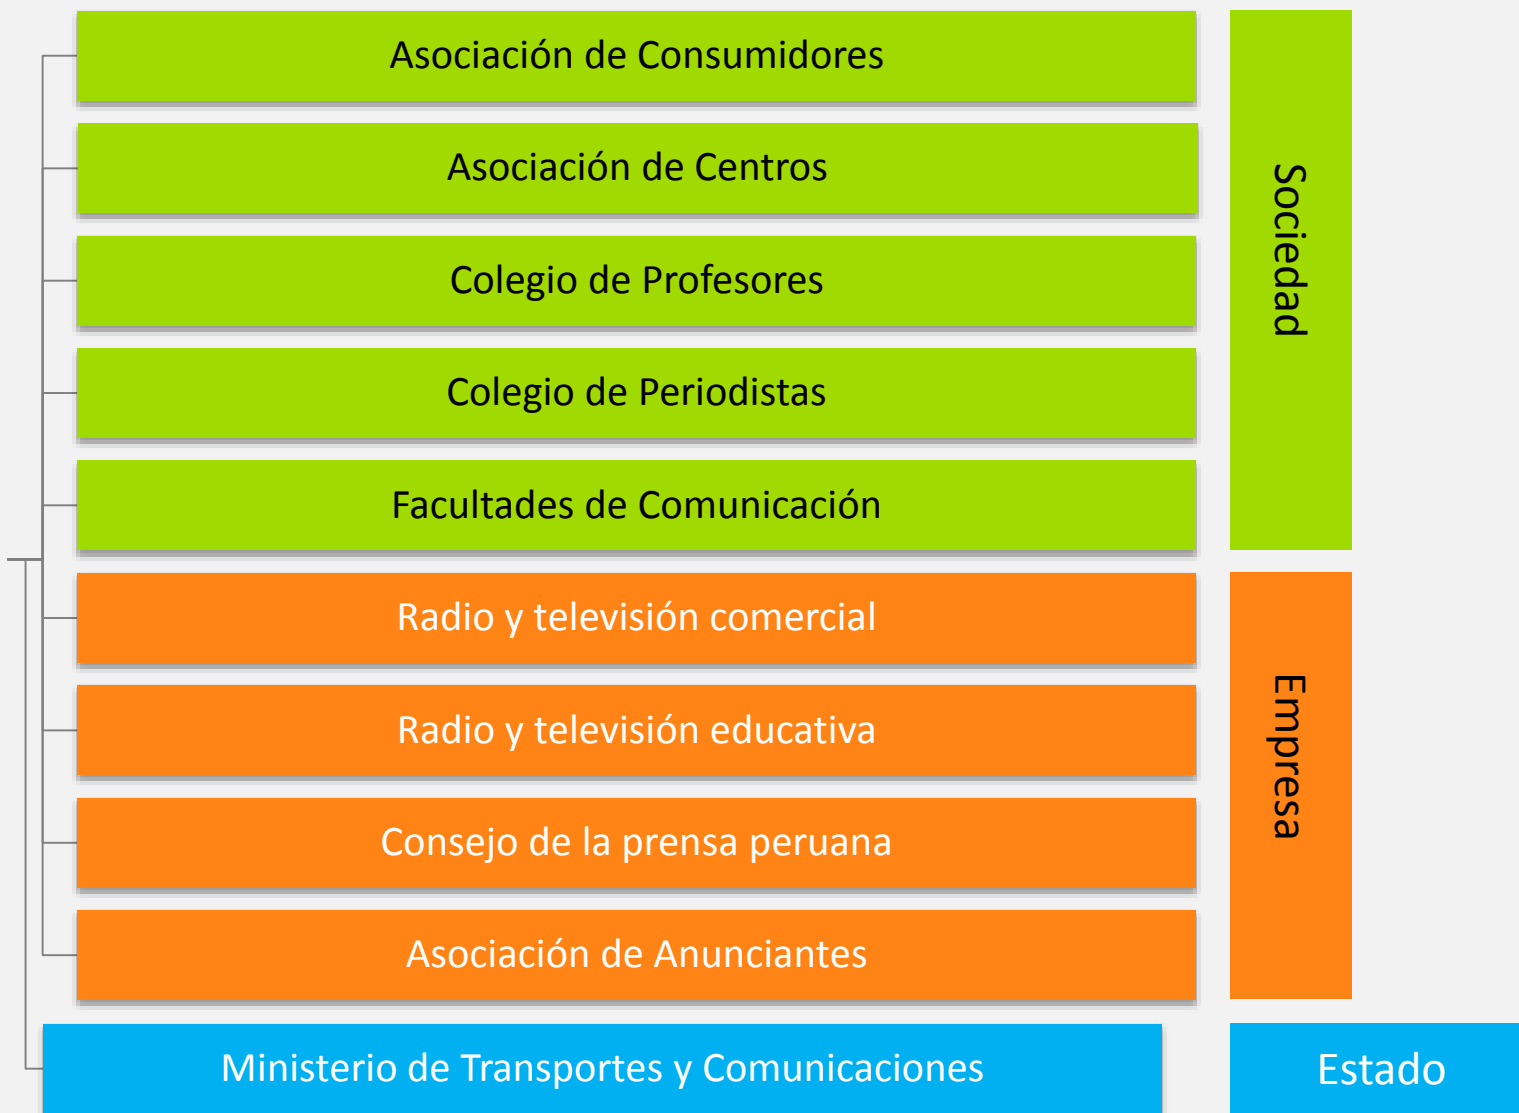 Asociación de Consumidores
Asociación de Centros
Colegio de Profesores
Colegio de Periodistas
Facultades de Comunicación
Sociedad
Radio y televisión comercial
Radio y televisión educativa
Consejo de la prensa peruana
Asociación de Anunciantes
Empresa
Ministerio de Transportes y Comunicaciones
Estado